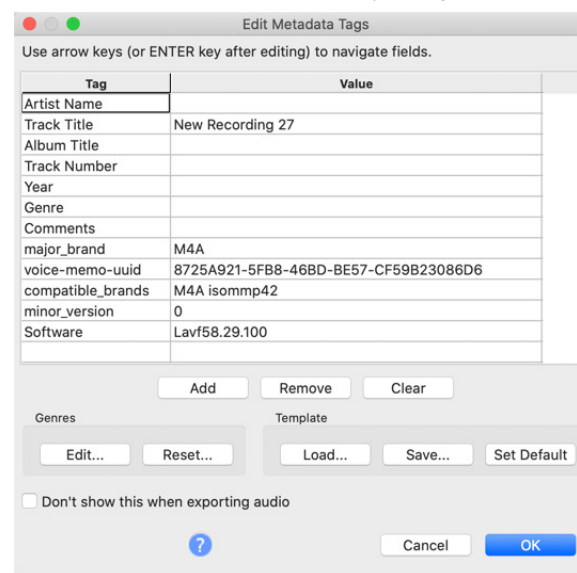 Edit Metadata Tags
Use arrow keys (or ENTER key after editing) to navigate fields.
Tag Value
Artist Name
Track Title New Recording 27
Album Title
Track Number
Year
Genre
Comments
major_brand M4A
voice-memo-uuid 8725A921-5FB8-46BD-BE57-CF59B23086D6
compatible_brands M4A isommp42
minor_version 0
Software Lavf58.29.100
Add Remove Clear
Genres Template
Edit... Reset... Load... Save... Set Default
Don't show this when exporting audio
? Cancel OK